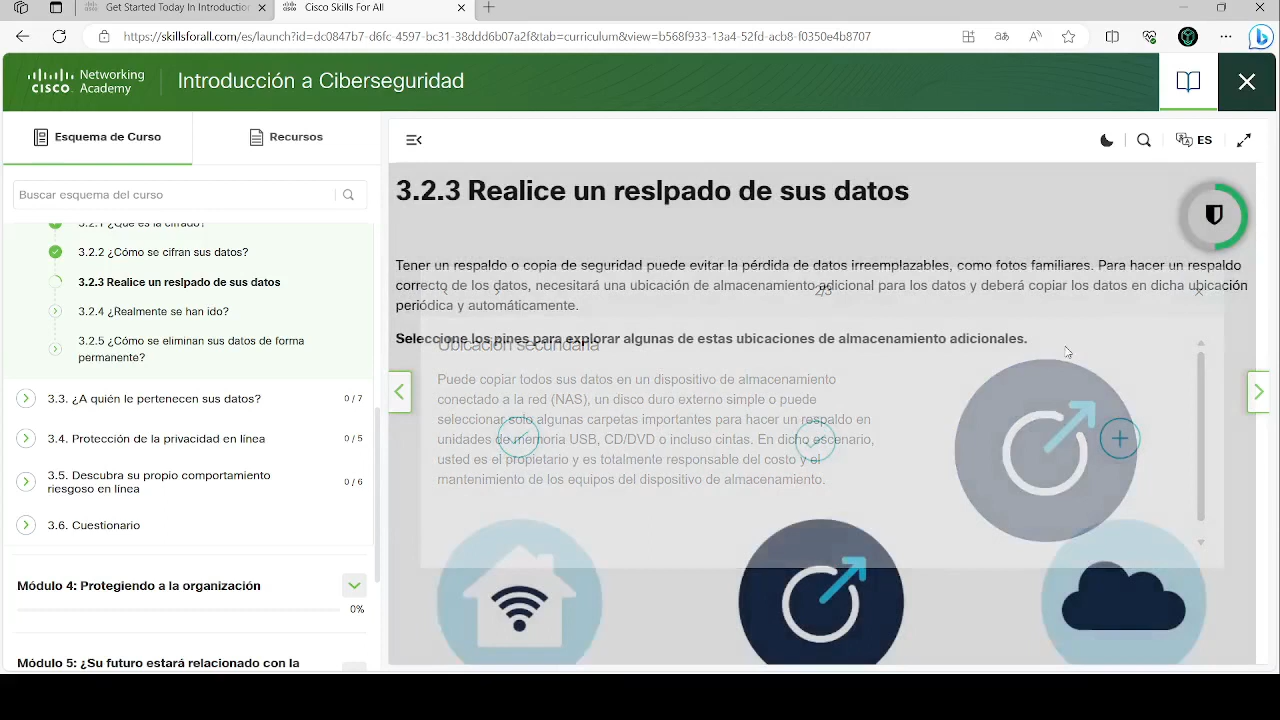 Get Started Today In Introduction
Cisco Skills For All
https://skillsforall.com/es/launch?id=dc0847b7-d6fc-4597-bc31-38ddd6b07a2f&tab=curriculum&view=b568f933-13a4-52fd-acb8-f0350e4b8707
Networking
CISCO Academy
Introducción a Ciberseguridad
Esquema de Curso
Recursos
ES
Buscar esquema del curso
3.2.1 ¿Qué es la cifrado?
3.2.2 ¿Cómo se cifran sus datos?
3.2.3 Realice un reslpado de sus datos
3.2.4 ¿Realmente se han ido?
3.2.5 ¿Cómo se eliminan sus datos de forma
permanente?
3.3. ¿A quién le pertenecen sus datos?
0 / 7
3.4. Protección de la privacidad en línea
0 / 5
3.5. Descubra su propio comportamiento
riesgoso en línea
0 / 6
3.6. Cuestionario
Módulo 4: Protegiendo a la organización
0%
Módulo 5: ¿Su futuro estará relacionado con la
3.2.3 Realice un reslpado de sus datos
Tener un respaldo o copia de seguridad puede evitar la pérdida de datos irreemplazables, como fotos familiares. Para hacer un respaldo
correcto de los datos, necesitará una ubicación de almacenamiento adicional para los datos y deberá copiar los datos en dicha ubicación
periódica y automáticamente.
2/3
Seleccione los pines para explorar algunas de estas ubicaciones de almacenamiento adicionales.
Ubicación secundaria
Puede copiar todos sus datos en un dispositivo de almacenamiento
conectado a la red (NAS), un disco duro externo simple o puede
seleccionar solo algunas carpetas importantes para hacer un respaldo en
unidades de memoria USB, CD/DVD o incluso cintas. En dicho escenario,
usted es el propietario y es totalmente responsable del costo y el
mantenimiento de los equipos del dispositivo de almacenamiento.